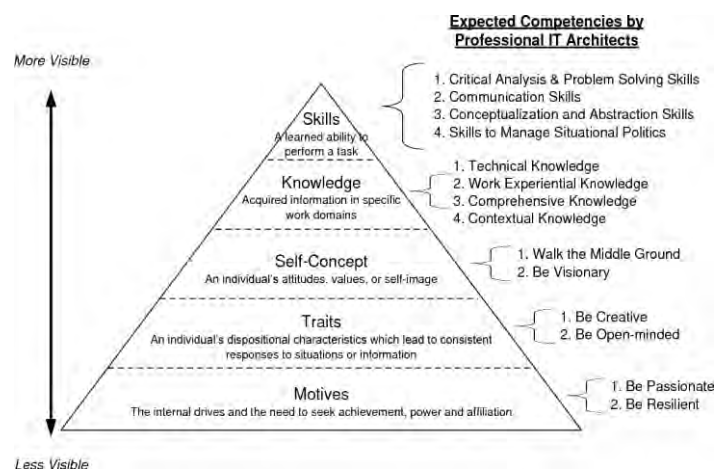 Expected Competencies by
Professional IT Architects
More Visible
1. Critical Analysis & Problem Solving Skills
2. Communication Skills
3. Conceptualization and Abstraction Skills
4. Skills to Manage Situational Politics
Skills
A learned ability to
perform a task
1. Technical Knowledge
2. Work Experiential Knowledge
3. Comprehensive Knowledge
4. Contextual Knowledge
Knowledge
Acquired information in specific
work domains
1. Walk the Middle Ground
2. Be Visionary
Self-Concept
An individual's attitudes, values, or self-image
1. Be Creative
2. Be Open-minded
Traits
An individual's dispositional characteristics which lead to consistent
responses to situations or information
1. Be Passionate
2. Be Resilient
Motives
The internal drives and the need to seek achievement, power and affiliation
Less Visible